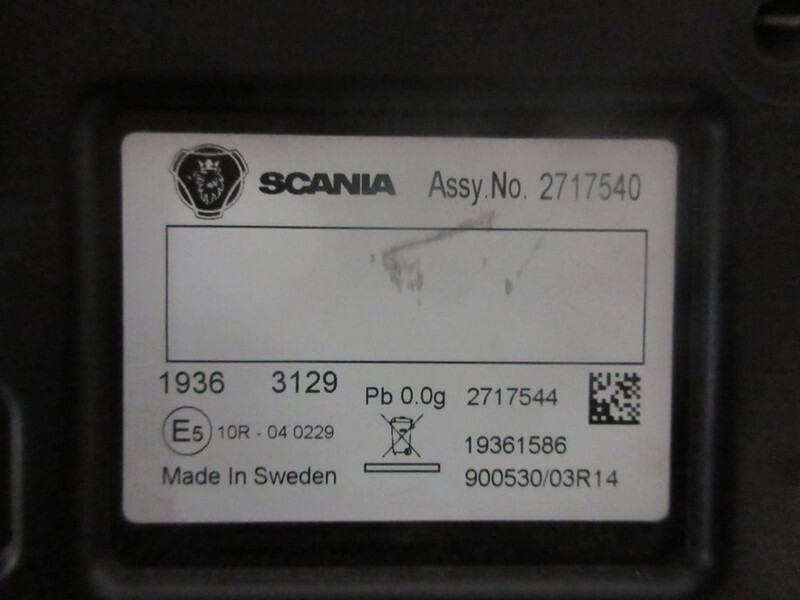 SCANIA Assy.No. 2717540
1936 3129
Pb 0.0g 2717544
E5 10R - 04 0229
19361586
Made In Sweden
900530/03R14